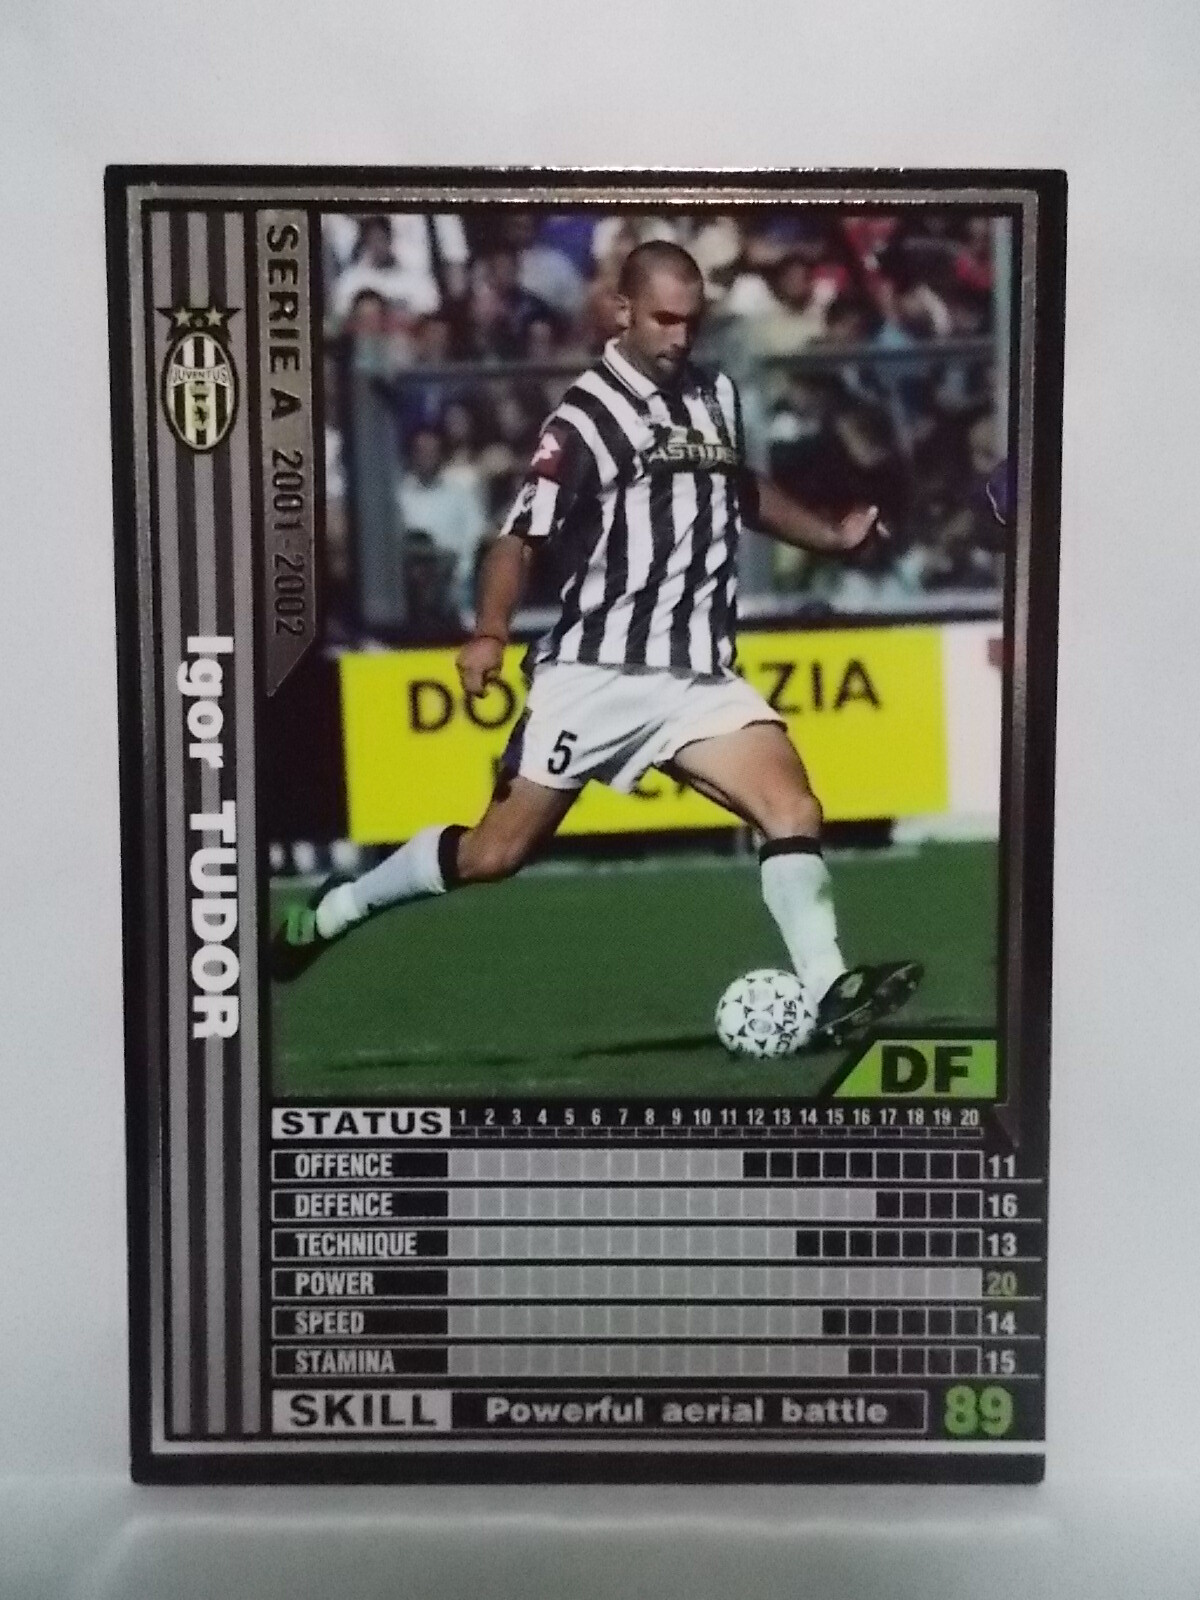 SERIE A 2001-2002
JUVENTUS
Igor TUDOR
5
SELECT
DF
STATUS 1 2 3 4 5 6 7 8 9 10 11 12 13 14 15 16 17 18 19 20
OFFENCE 11
DEFENCE 16
TECHNIQUE 13
POWER 20
SPEED 14
STAMINA 15
SKILL Powerful aerial battle 89